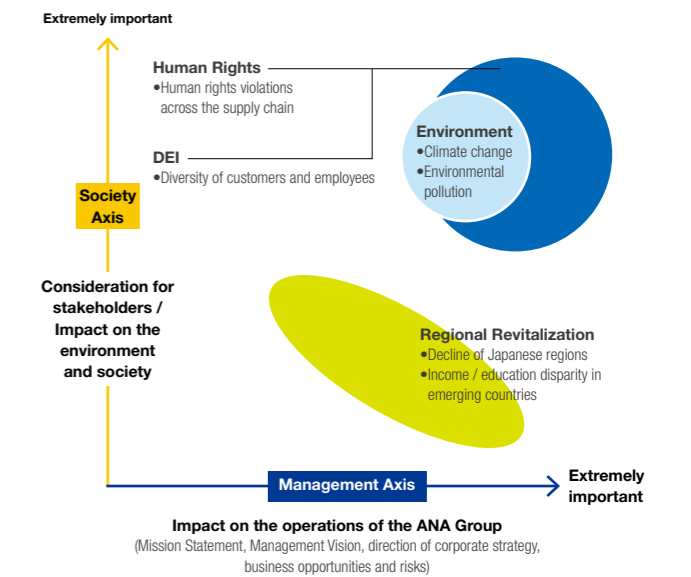 Extremely important
Human Rights
•Human rights violations
across the supply chain
DEI
•Diversity of customers and employees
Environment
•Climate change
•Environmental
pollution
Society
Axis
Consideration for
stakeholders /
Impact on the
environment
and society
Regional Revitalization
•Decline of Japanese regions
•Income / education disparity in
emerging countries
Management Axis
Extremely
important
Impact on the operations of the ANA Group
(Mission Statement, Management Vision, direction of corporate strategy,
business opportunities and risks)